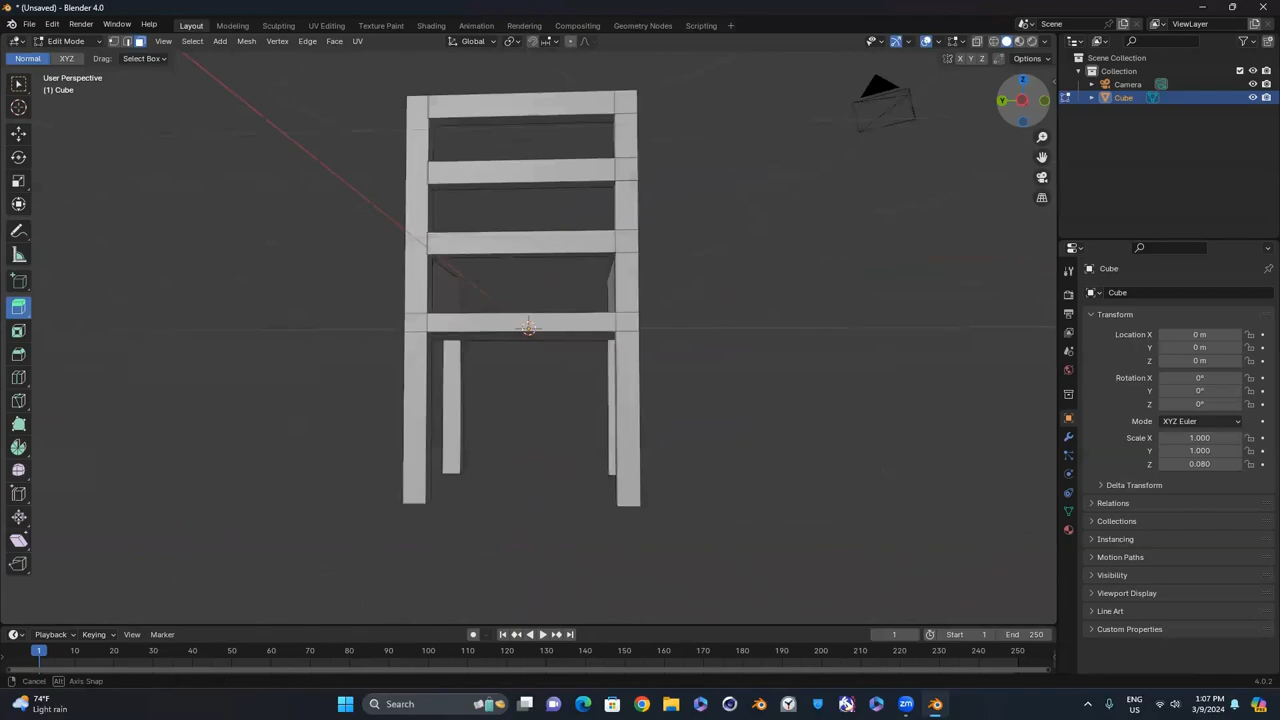 * (Unsaved) - Blender 4.0
File Edit Render Window Help Layout Modeling Sculpting UV Editing Texture Paint Shading Animation Rendering Compositing Geometry Nodes Scripting + Scene ViewLayer
Edit Mode View Select Add Mesh Vertex Edge Face UV Global
Normal XYZ Drag: Select Box X Y Z Options
User Perspective
(1) Cube
Z
Y
Scene Collection
Collection
Camera
Cube
Cube
Cube
Transform
Location X 0 m
Y 0 m
Z 0 m
Rotation X 0°
Y 0°
Z 0°
Mode XYZ Euler
Scale X 1.000
Y 1.000
Z 0.080
Delta Transform
Relations
Collections
Instancing
Motion Paths
Visibility
Viewport Display
Line Art
Custom Properties
Playback Keying View Marker 1 Start 1 End 250
1 10 20 30 40 50 60 70 80 90 100 110 120 130 140 150 160 170 180 190 200 210 220 230 240 250
Cancel Alt Axis Snap 4.0.2
74°F
Light rain
Search
ENG
US
1:07 PM
3/9/2024